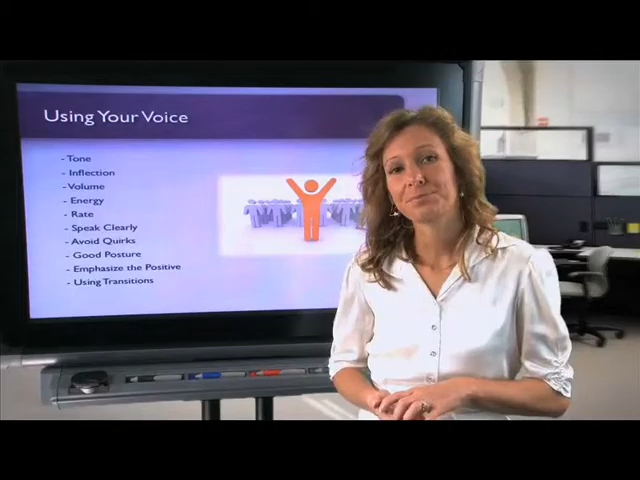 Using Your Voice
- Tone
- Inflection
- Volume
- Energy
- Rate
- Speak Clearly
- Avoid Quirks
- Good Posture
- Emphasize the Positive
- Using Transitions